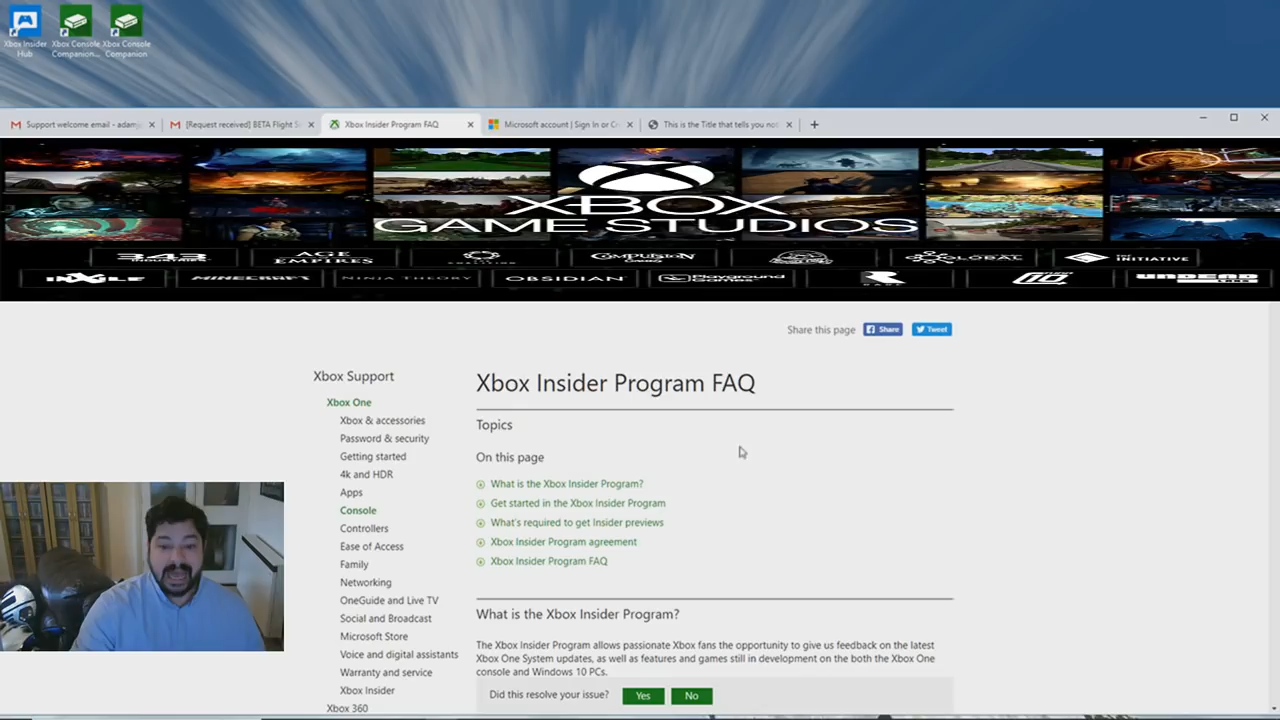 Xbox Insider
Hub
Xbox Console
Companion...
Xbox Console
Companion
Support welcome email - adam
[Request received] BETA Flight S
Xbox Insider Program FAQ
Microsoft account | Sign In or C
This is the Title that tells you no
XBOX
GAME STUDIOS
343
AGE
EMPIRES
COMPULSION
GAMES
GLOBAL
THE
INITIATIVE
INXILE
MINECRAFT
NINJA THEORY
OBSIDIAN
Playground
Games
RARE
UNDEAD
LABS
Share this page
Share
Tweet
Xbox Support
Xbox One
Xbox & accessories
Password & security
Getting started
4k and HDR
Apps
Console
Controllers
Ease of Access
Family
Networking
OneGuide and Live TV
Social and Broadcast
Microsoft Store
Voice and digital assistants
Warranty and service
Xbox Insider
Xbox 360
Xbox Insider Program FAQ
Topics
On this page
What is the Xbox Insider Program?
Get started in the Xbox Insider Program
What's required to get Insider previews
Xbox Insider Program agreement
Xbox Insider Program FAQ
What is the Xbox Insider Program?
The Xbox Insider Program allows passionate Xbox fans the opportunity to give us feedback on the latest
Xbox One System updates, as well as features and games still in development on the both the Xbox One
console and Windows 10 PCs.
Did this resolve your issue?
Yes
No